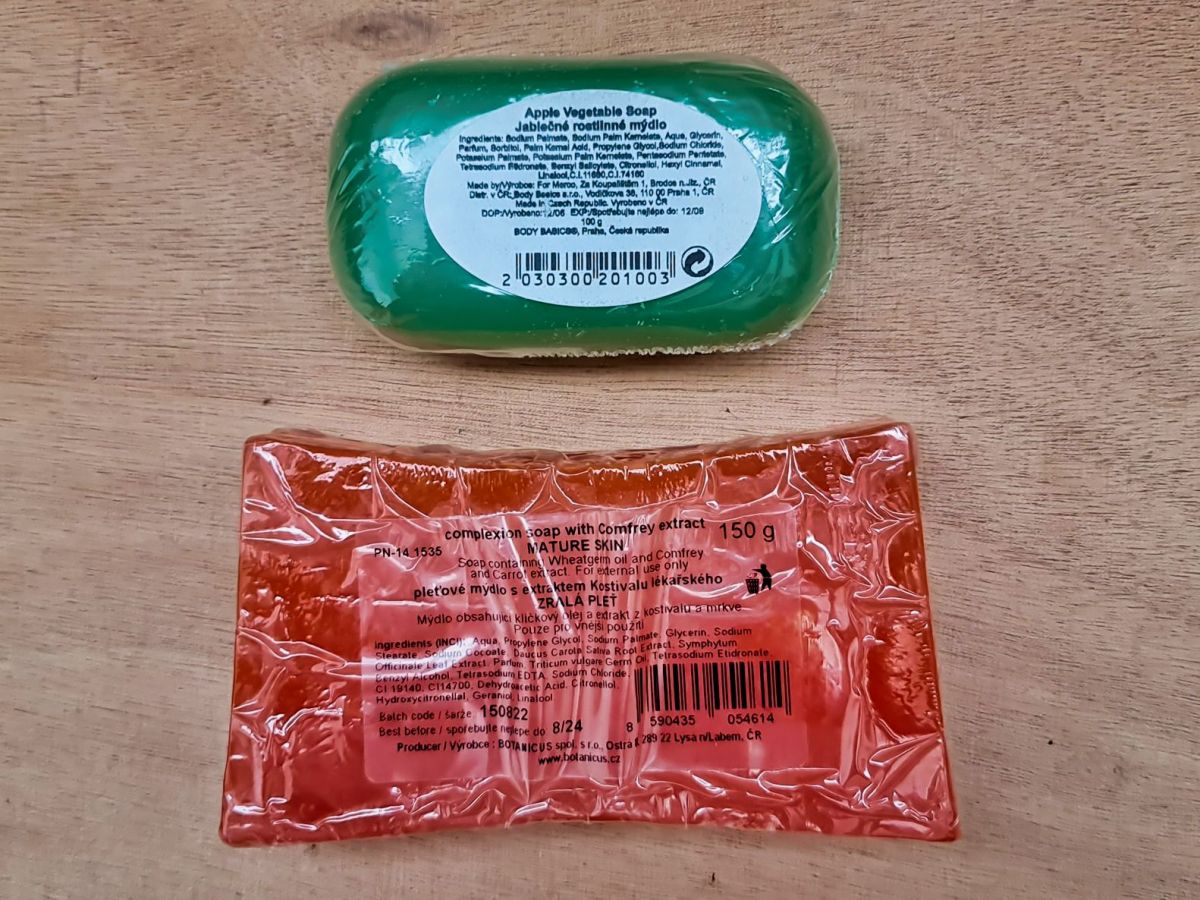 Apple Vegetable Soap
Jablečné rostlinné mýdlo
Ingredients: Sodium Palmate, Sodium Palm Kernelate, Aqua, Glycerin,
Parfum, Sorbitol, Palm Kernel Acid, Propylene Glycol,Sodium Chloride,
Potassium Palmate, Potassium Palm Kernelate, Pentasodium Pentetate,
Tetrasodium Etidronate, Benzyl Salicylate, Citronellol, Hexyl Cinnamal,
Linalool,C.I.11680,C.I.74160
Made by/Výrobce: For Merco, Za Koupalištěm 1, Brodce n.Jiz., ČR
Distr. v ČR:Body Basics s.r.o., Vodičkova 38, 110 00 Praha 1, ČR
Made in Czech Republic. Vyrobeno v ČR
DOP:/Vyrobeno:12/06 EXP:/Spotřebujte nejlépe do: 12/08
100 g
BODY BASICS®, Praha, Česká republika
2 030300 201003
complexion soap with Comfrey extract 150 g
PN-14 1535 MATURE SKIN
Soap containing Wheatgerm oil and Comfrey
and Carrot extract. For external use only
pleťové mýdlo s extraktem Kostivalu lékařského
ZRALÁ PLEŤ
Mýdlo obsahující klíčkový olej a extrakt z kostivalu a mrkve
Pouze pro vnější použití
Ingredients (INCI): Aqua, Propylene Glycol, Sodium Palmate, Glycerin, Sodium
Stearate, Sodium Cocoate, Daucus Carota Sativa Root Extract, Symphytum
Officinale Leaf Extract, Parfum, Triticum vulgare Germ Oil, Tetrasodium Etidronate,
Benzyl Alcohol, Tetrasodium EDTA, Sodium Chloride,
CI 19140, CI14700, Dehydroacetic Acid, Citronellol,
Hydroxycitronellal, Geraniol, Linalool
Batch code / šarže 150822
Best before / spotřebujte nejlépe do 8/24
8 590435 054614
Producer / Výrobce : BOTANICUS spol. s r.o., Ostrá 289 22 Lysá n/Labem, ČR
www.botanicus.cz